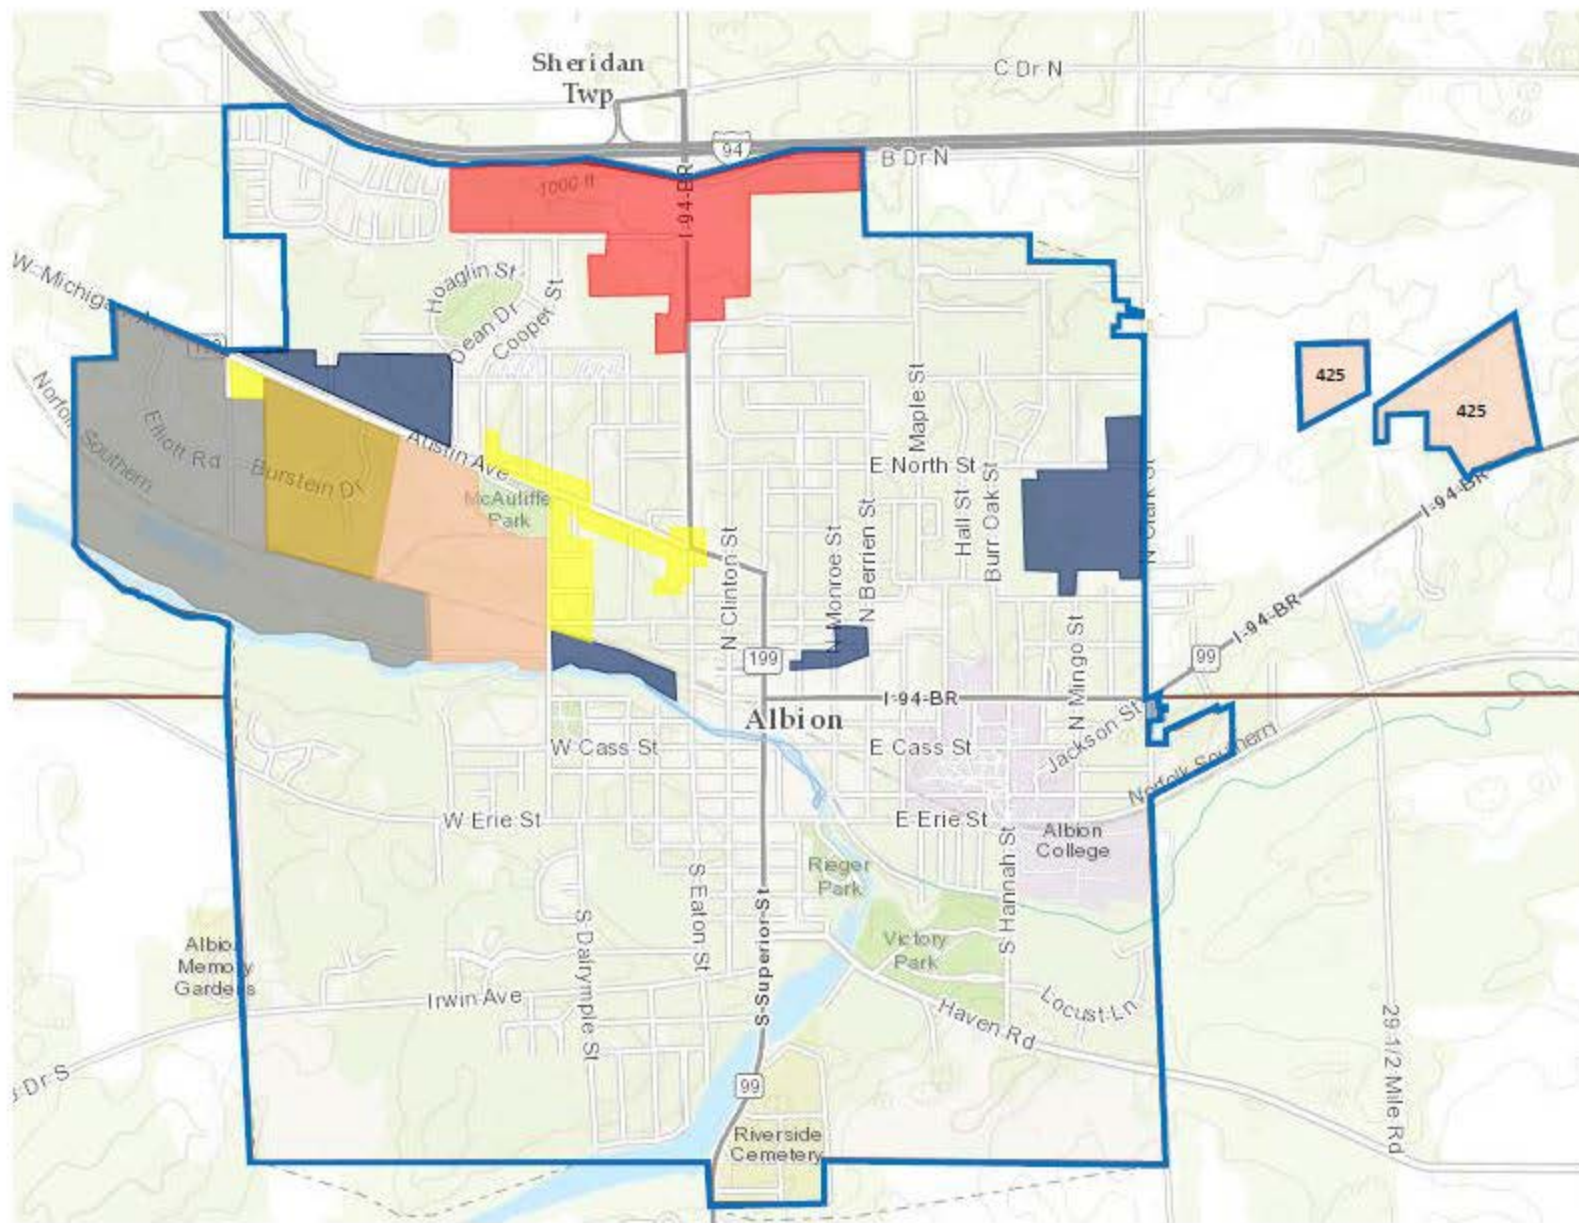 Sheridan
Twp
C Dr N
94
B Dr N
1000 ft
I-94-BR
W Michiga
Hoaglin St
Dean Dr
Cooper St
Norfolk
Southern
Elliott Rd
Burstein Dr
Austin Ave
McAuliffe
Park
Maple St
E North St
Hall St
Burr Oak St
N Clark St
425
425
I-94-BR
N Clinton St
N Monroe St
N Berrien St
N Mingo St
I-94-BR
199
99
I-94-BR
Albion
W Cass St
E Cass St
Jackson St
Norfolk Southern
W Erie St
E Erie St
Albion
College
Rieger
Park
S Eaton St
S Superior St
S Hannah St
S Dalrymple St
Victory
Park
Albio
Memory
Gardens
Irwin Ave
Haven Rd
Locust Ln
29 1/2 Mile Rd
Dr S
99
Riverside
Cemetery